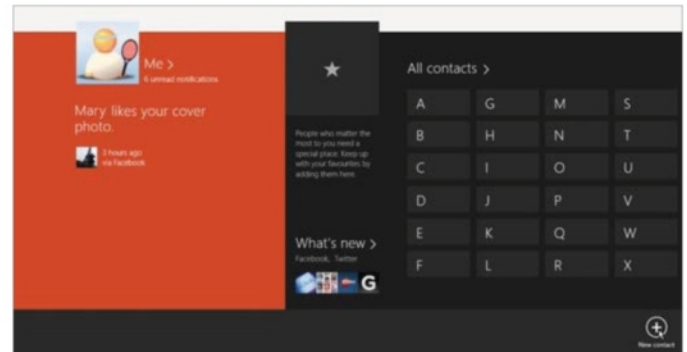 Me >
6 unread notifications
Mary likes your cover
photo.
3 hours ago
via Facebook
People who matter the
most to you need a
special place. Keep up
with your favourites by
adding them here.
What's new >
Facebook, Twitter
G
All contacts >
A G M S
B H N T
C I O U
D J P V
E K Q W
F L R X
New contact